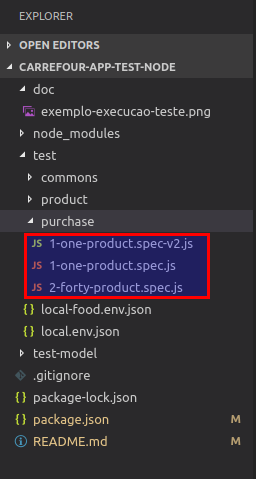 EXPLORER
OPEN EDITORS
CARREFOUR-APP-TEST-NODE
doc
exemplo-execucao-teste.png
node_modules
test
commons
product
purchase
JS 1-one-product.spec-v2.js
JS 1-one-product.spec.js
JS 2-forty-product.spec.js
{ } local-food.env.json
{ } local.env.json
test-model
.gitignore
{ } package-lock.json
{ } package.json M
README.md M